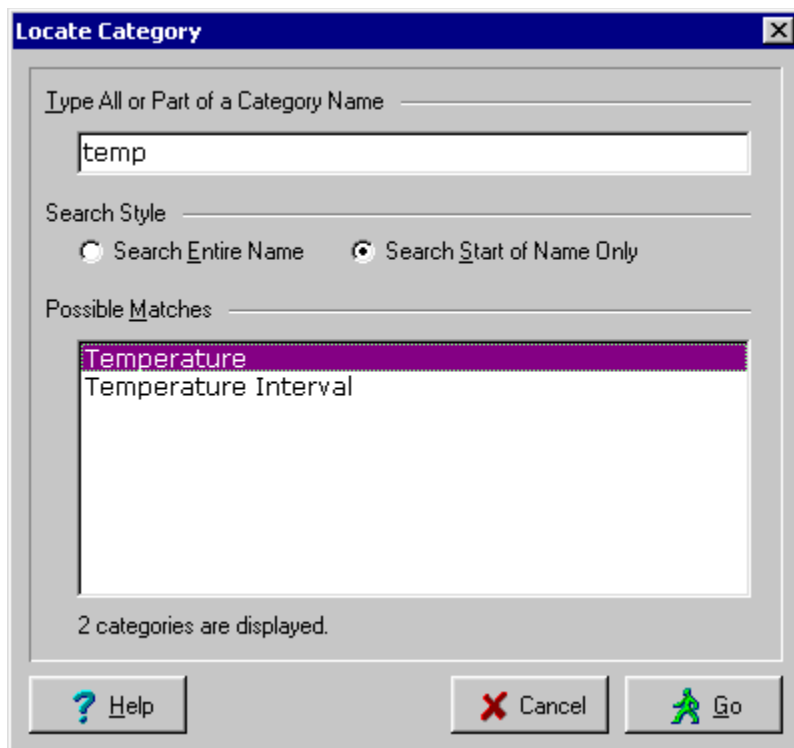 Locate Category
Type All or Part of a Category Name
temp
Search Style
Search Entire Name Search Start of Name Only
Possible Matches
Temperature
Temperature Interval
2 categories are displayed.
Help Cancel Go